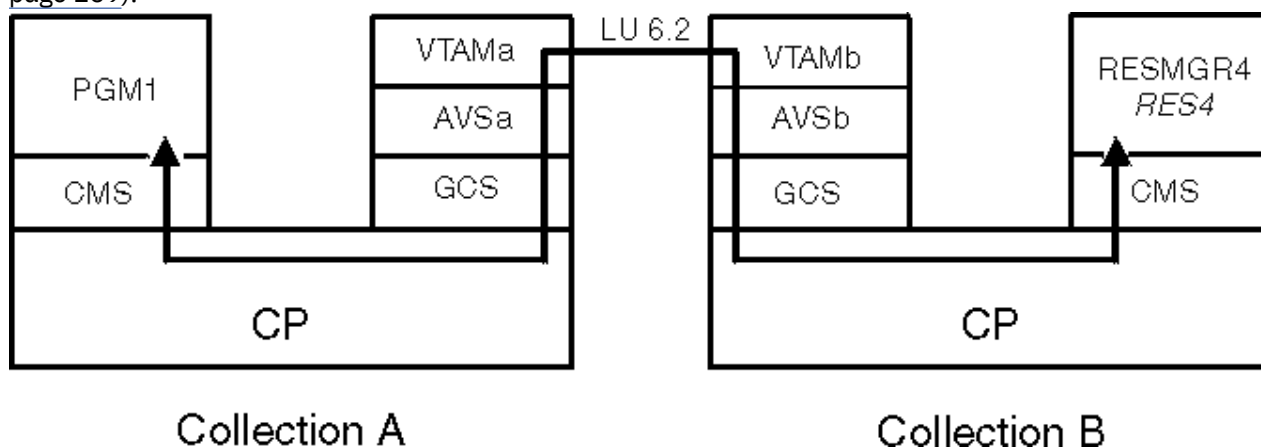 page 289).
PGM1
CMS
VTAMa
AVSa
GCS
LU 6.2
VTAMb
AVSb
GCS
RESMGR4
RES4
CMS
CP
CP
Collection A
Collection B